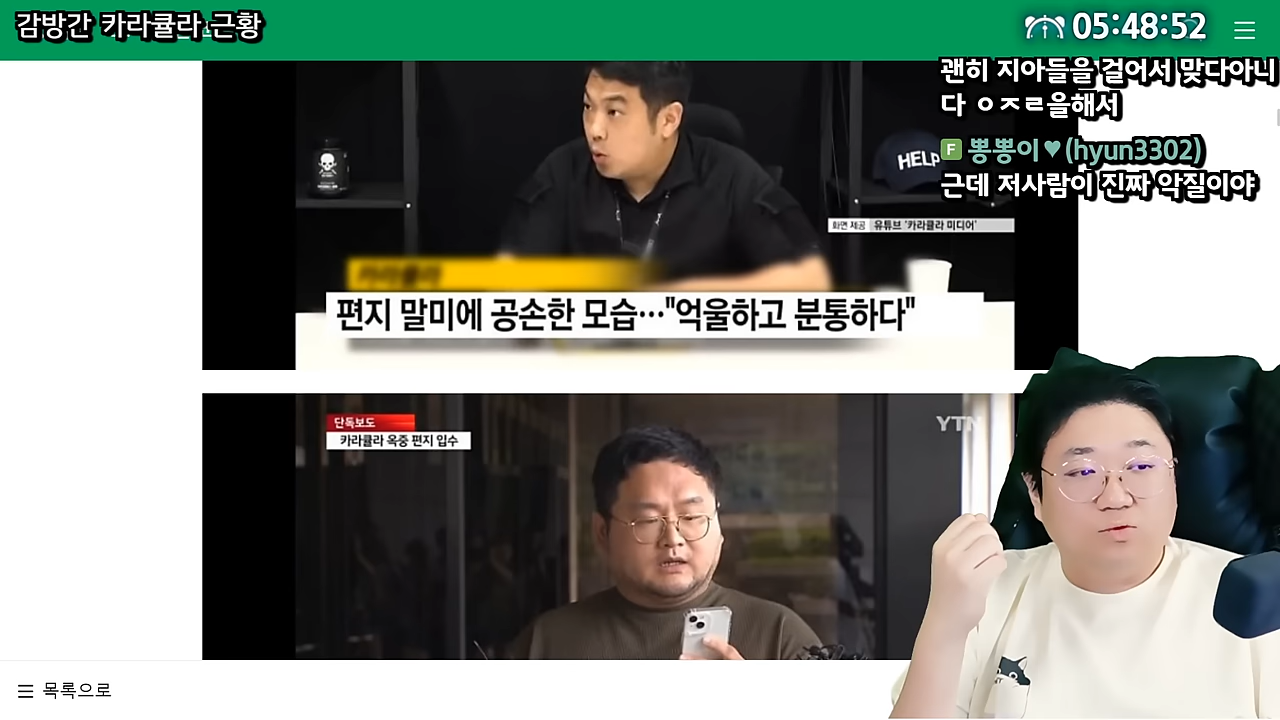 감방간 카라큘라 근황
05:48:52
괜히 지아들을 걸어서 맞다아니
다 ㅇㅈㄹ을해서
F 뽕뽕이♥(hyun3302)
근데 저사람이 진짜 악질이야
HELP
화면 제공 유튜브 '카라큘라 미디어'
카라큘라
편지 말미에 공손한 모습…"억울하고 분통하다"
단독보도
카라큘라 옥중 편지 입수
YTN
목록으로